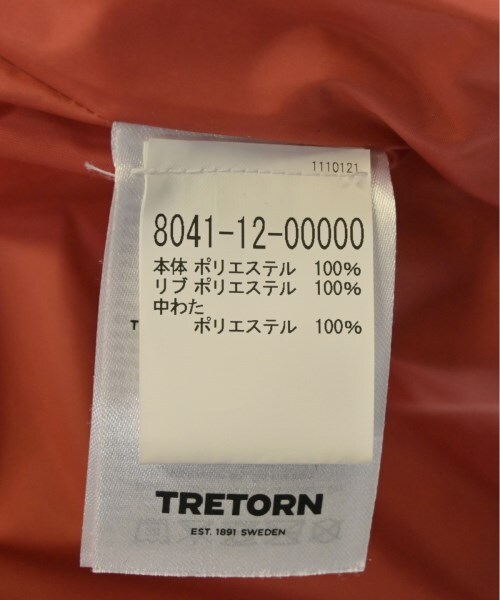 1110121
8041-12-00000
本体 ポリエステル 100%
リブ ポリエステル 100%
中わた
ポリエステル 100%
T
TRETORN
EST. 1891 SWEDEN